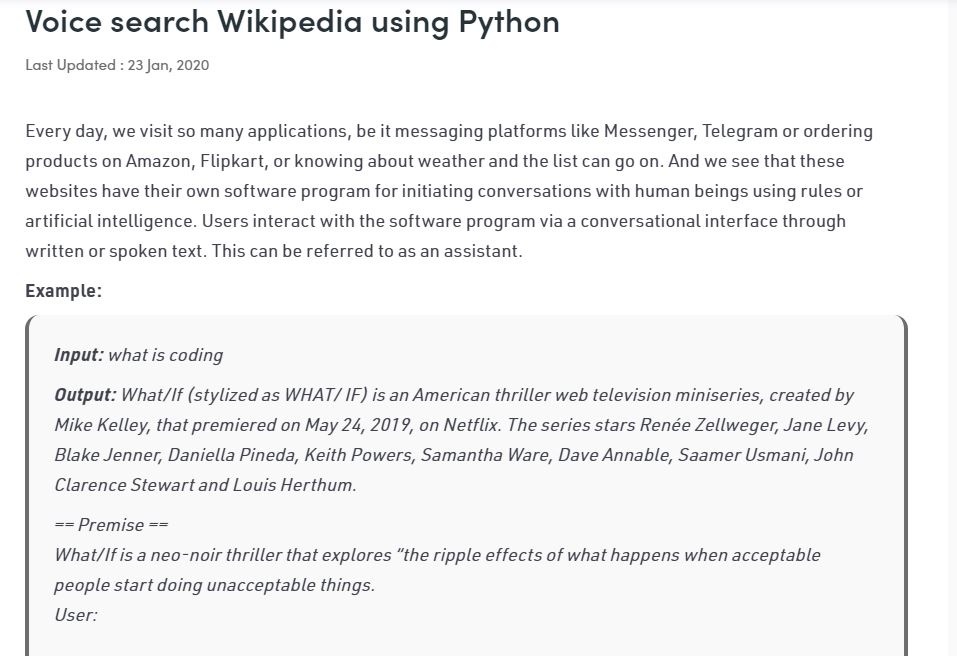 Voice search Wikipedia using Python
Last Updated : 23 Jan, 2020
Every day, we visit so many applications, be it messaging platforms like Messenger, Telegram or ordering
products on Amazon, Flipkart, or knowing about weather and the list can go on. And we see that these
websites have their own software program for initiating conversations with human beings using rules or
artificial intelligence. Users interact with the software program via a conversational interface through
written or spoken text. This can be referred to as an assistant.
Example:
Input: what is coding
Output: What/If (stylized as WHAT/ IF) is an American thriller web television miniseries, created by
Mike Kelley, that premiered on May 24, 2019, on Netflix. The series stars Renée Zellweger, Jane Levy,
Blake Jenner, Daniella Pineda, Keith Powers, Samantha Ware, Dave Annable, Saamer Usmani, John
Clarence Stewart and Louis Herthum.
== Premise ==
What/If is a neo-noir thriller that explores “the ripple effects of what happens when acceptable
people start doing unacceptable things.
User: